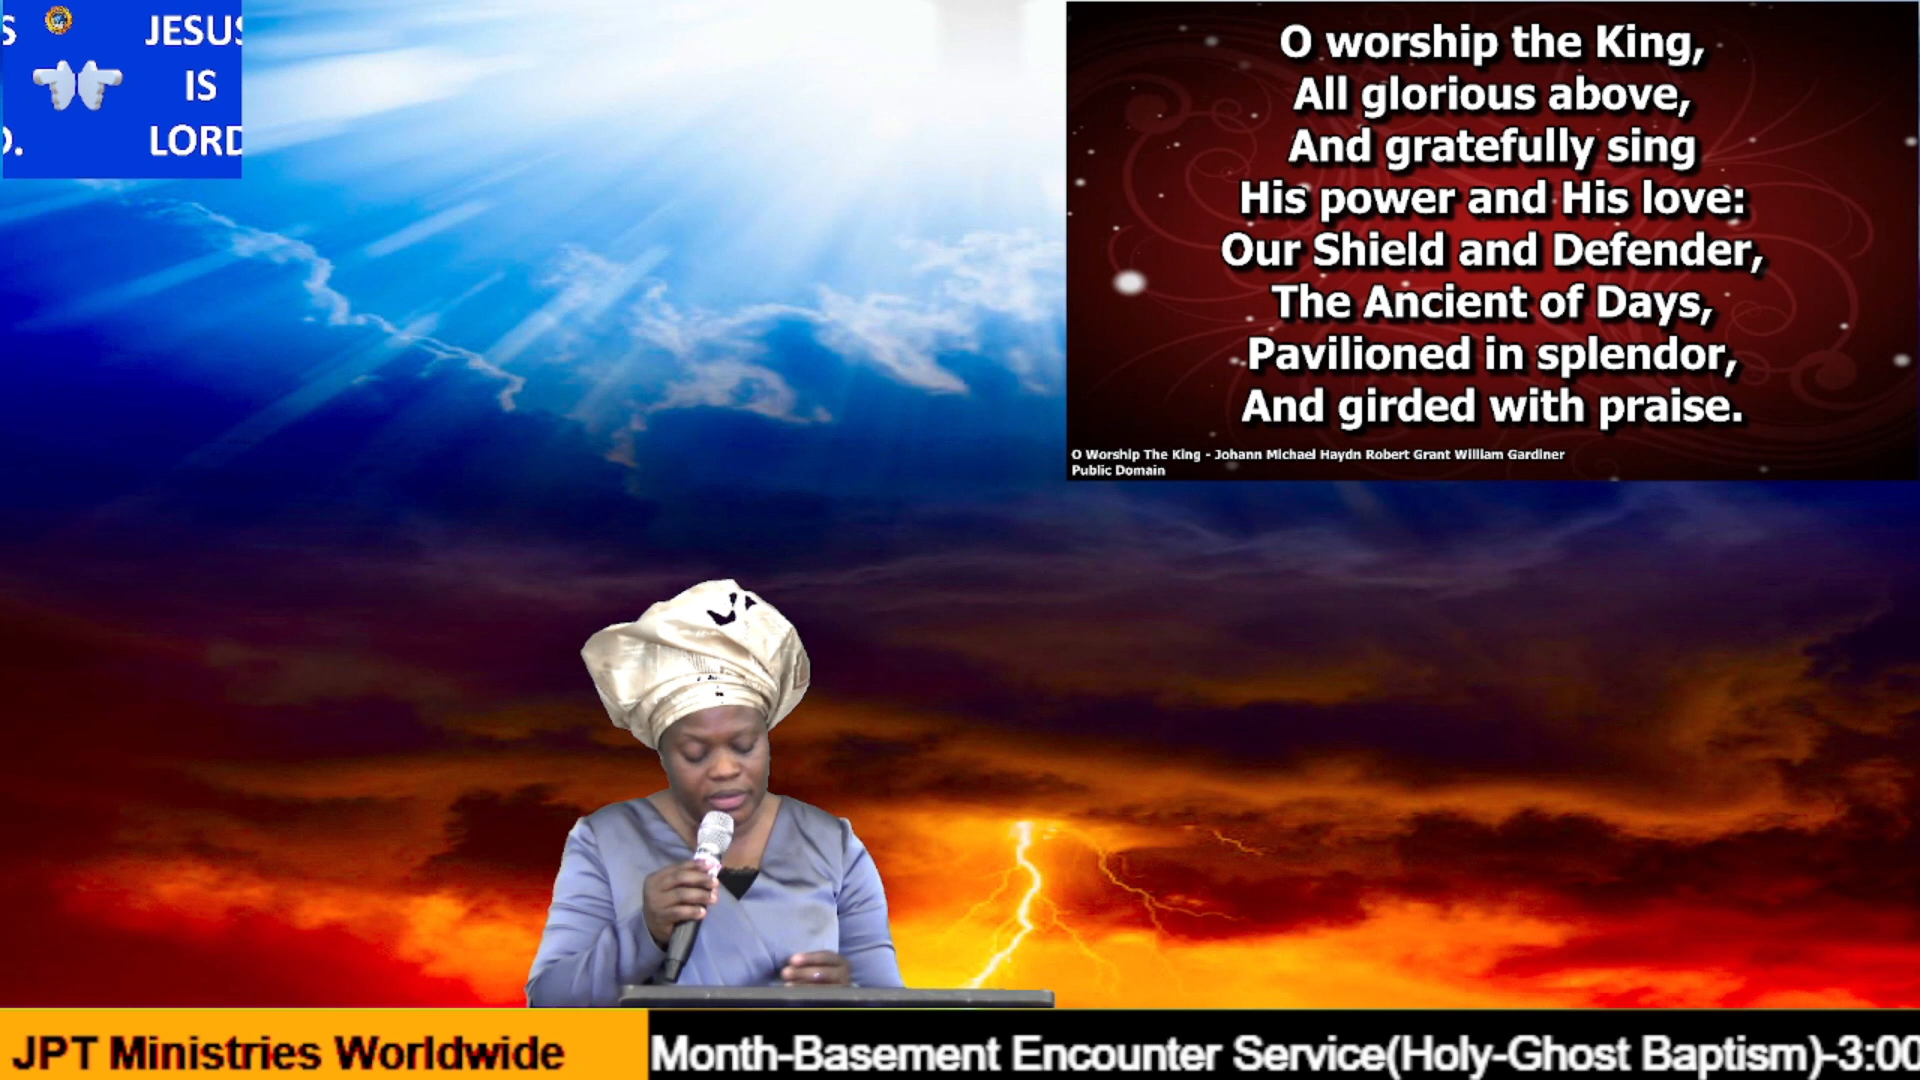 S JESUS
IS
D. LORD
O worship the King,
All glorious above,
And gratefully sing
His power and His love:
Our Shield and Defender,
The Ancient of Days,
Pavilioned in splendor,
And girded with praise.
O Worship The King - Johann Michael Haydn Robert Grant William Gardiner
Public Domain
JPT Ministries Worldwide
Month-Basement Encounter Service(Holy-Ghost Baptism)-3:00